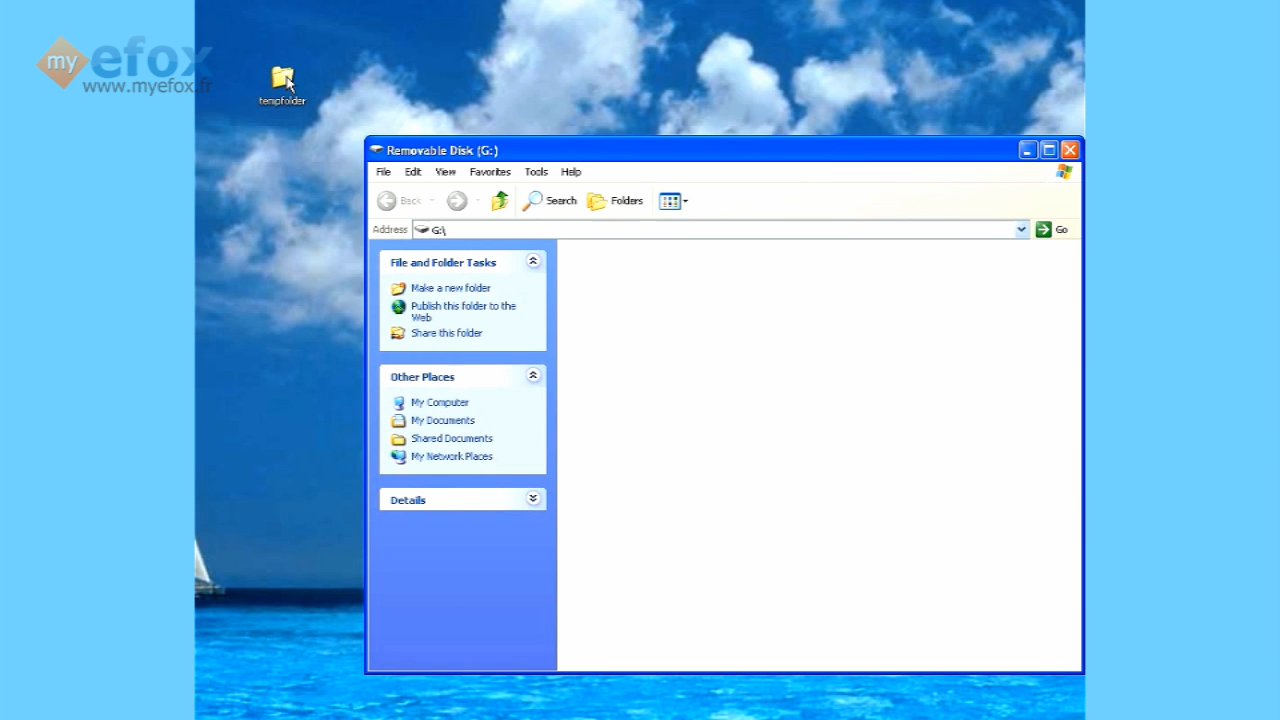 my efox
www.myefox.fr
tempfolder
Removable Disk (G:)
File Edit View Favorites Tools Help
Back Search Folders
Address G:\ Go
File and Folder Tasks
Make a new folder
Publish this folder to the
Web
Share this folder
Other Places
My Computer
My Documents
Shared Documents
My Network Places
Details